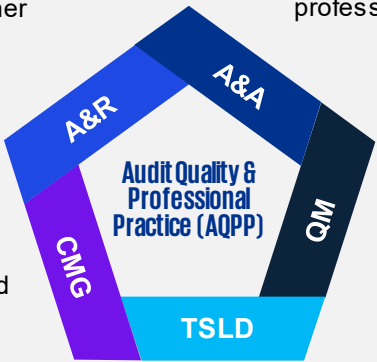 A&R
A&A
Audit Quality &
Professional
Practice (AQPP)
QM
CMG
TSLD